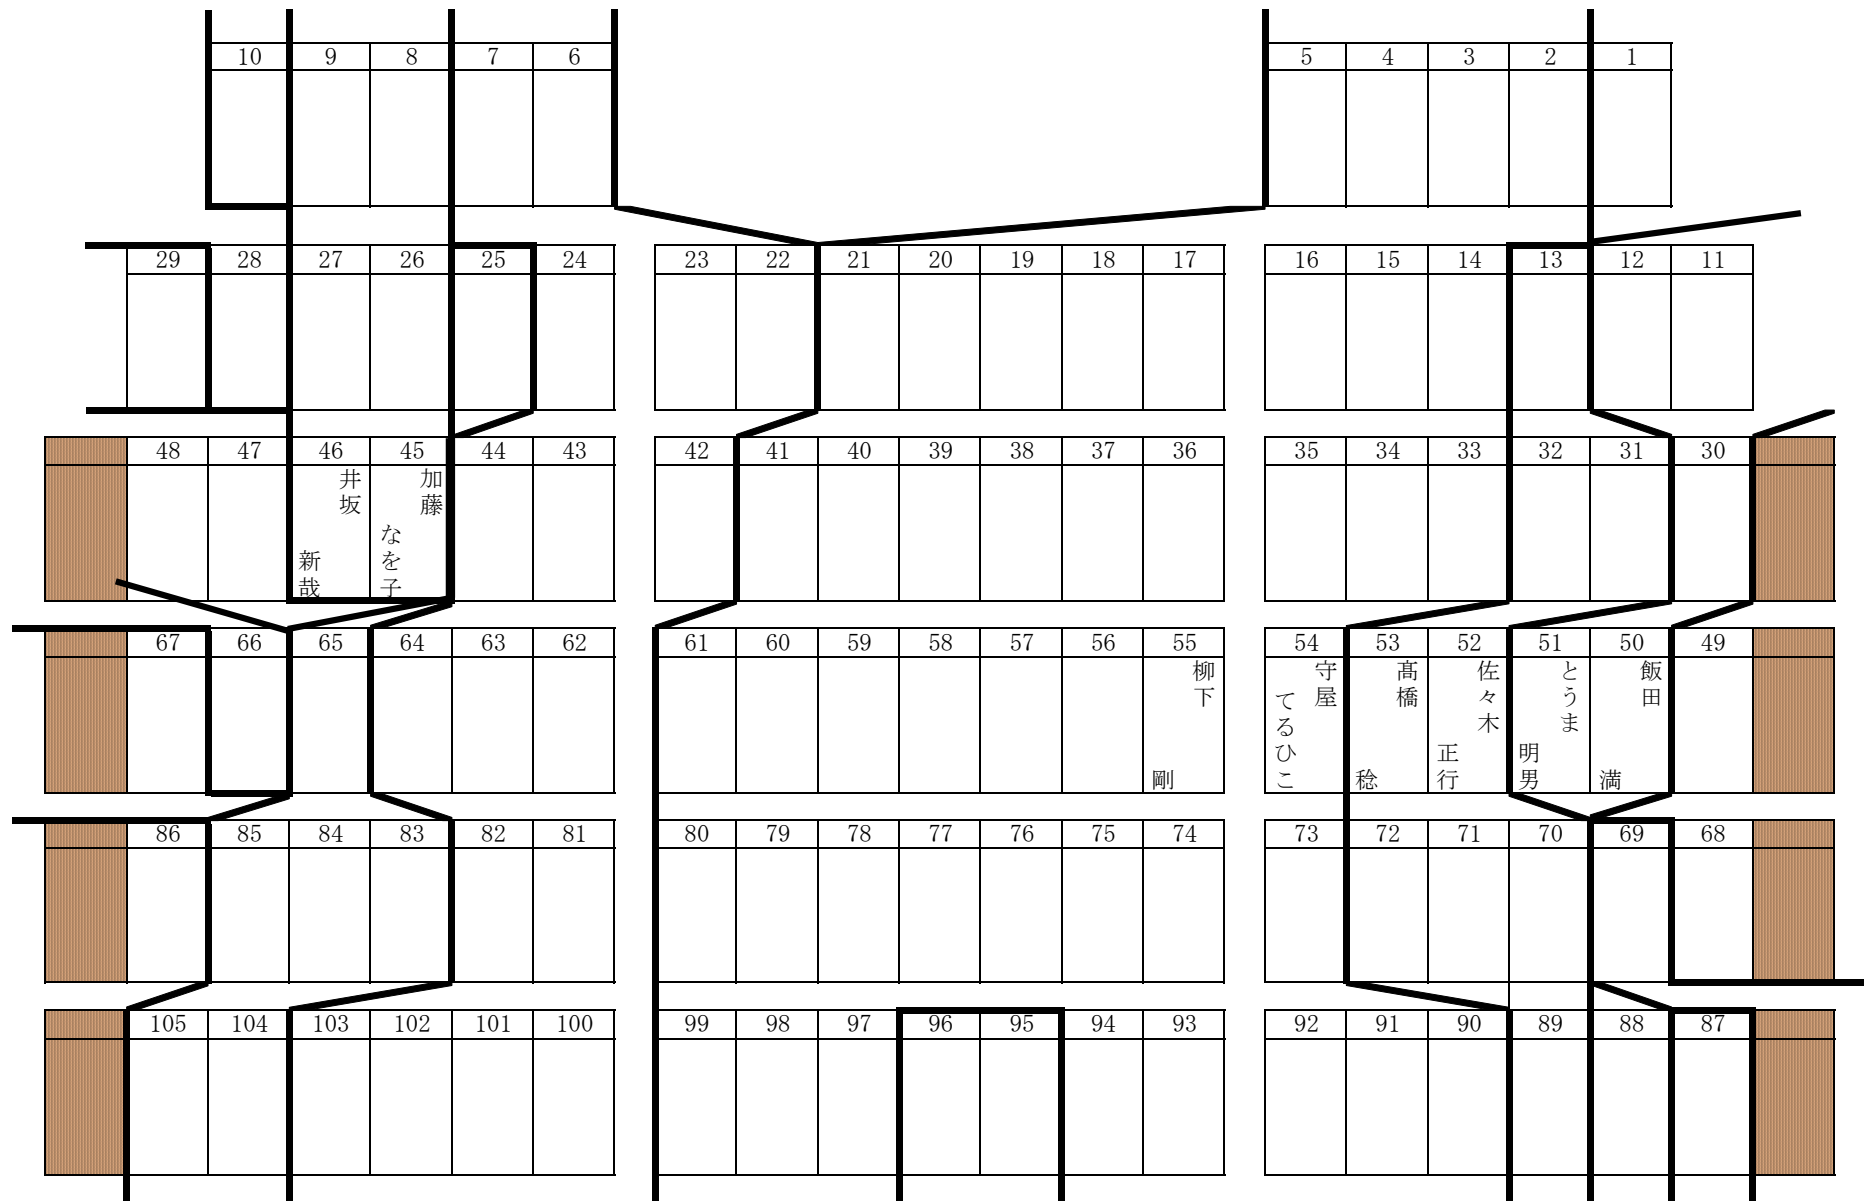 10 9 8 7 6 5 4 3 2 1
29 28 27 26 25 24 23 22 21 20 19 18 17 16 15 14 13 12 11
48 47 46 45 44 43 42 41 40 39 38 37 36 35 34 33 32 31 30
井坂 新哉
加藤 なを子
67 66 65 64 63 62 61 60 59 58 57 56 55 54 53 52 51 50 49
柳下 剛
守屋 てるひこ
髙橋 稔
佐々木 正行
とうま 明男
飯田 満
86 85 84 83 82 81 80 79 78 77 76 75 74 73 72 71 70 69 68
105 104 103 102 101 100 99 98 97 96 95 94 93 92 91 90 89 88 87